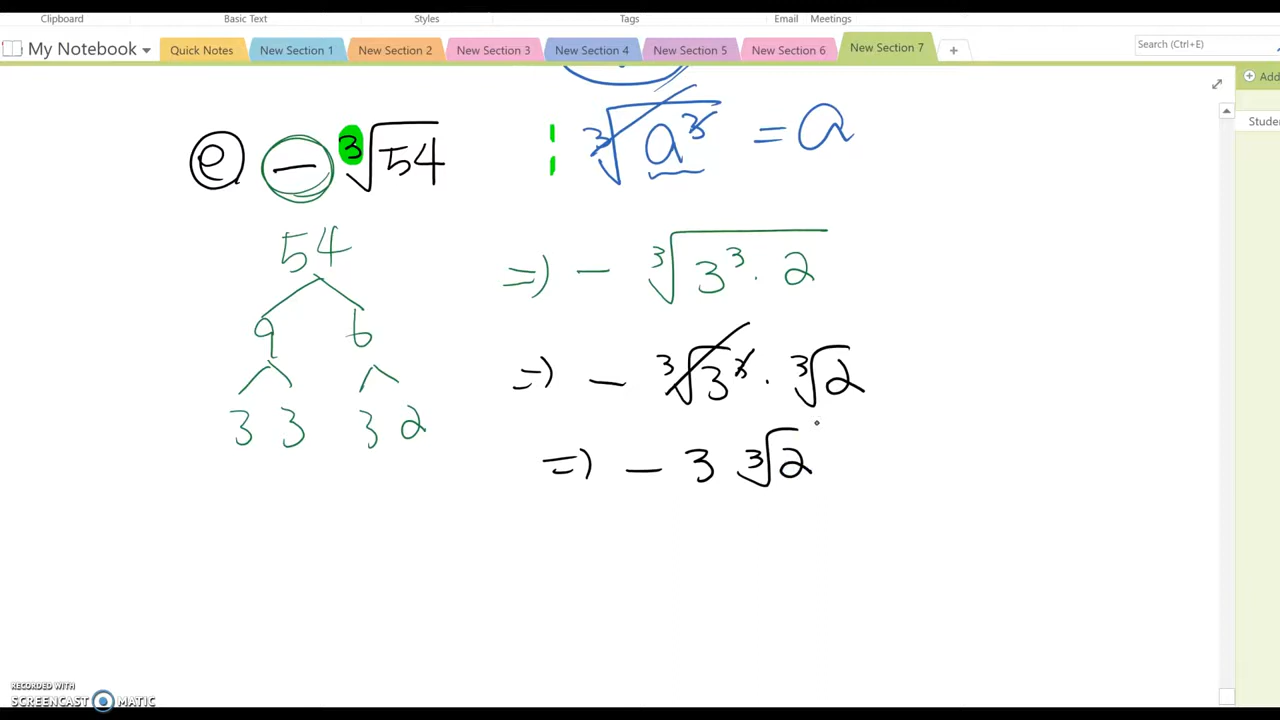 Clipboard Basic Text Styles Tags Email Meetings
My Notebook Quick Notes New Section 1 New Section 2 New Section 3 New Section 4 New Section 5 New Section 6 New Section 7 + Search (Ctrl+E)
Add
Stude
e - ∛54 ∛a³ = a
54
=) - ∛3³ · 2
9 6
=) - ∛3³ · ∛2
3 3 3 2
=) - 3 ∛2
RECORDED WITH
SCREENCAST MATIC